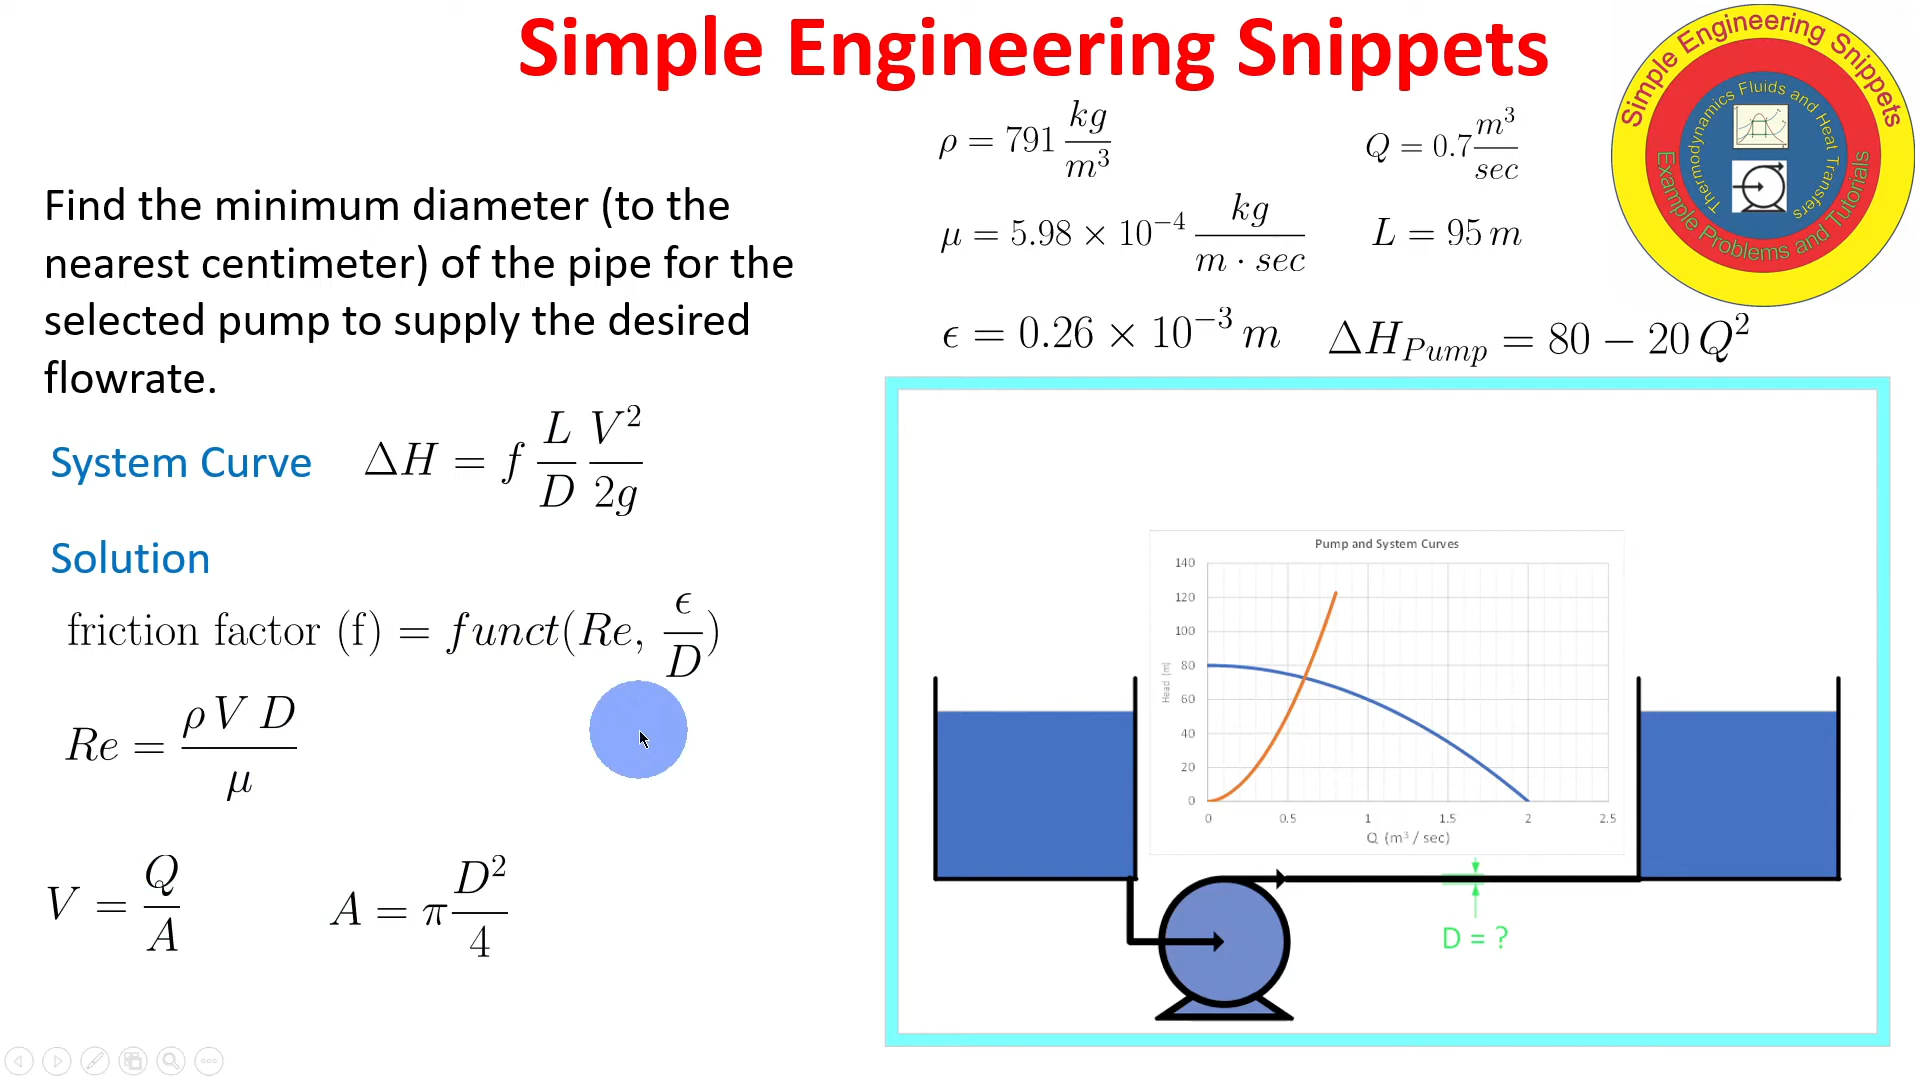 Simple Engineering Snippets
Simple Engineering Snippets
Example Problems and Tutorials
Thermodynamics Fluids and Heat Transfers
ρ = 791 kg/m³
Q = 0.7 m³/sec
μ = 5.98 × 10⁻⁴ kg/(m · sec)
L = 95 m
ϵ = 0.26 × 10⁻³ m
ΔH_Pump = 80 − 20 Q²
Find the minimum diameter (to the
nearest centimeter) of the pipe for the
selected pump to supply the desired
flowrate.
System Curve ΔH = f L/D V²/2g
Solution
friction factor (f) = funct(Re, ϵ/D)
Re = ρ V D/μ
V = Q/A
A = π D²/4
Pump and System Curves
Head (m)
140
120
100
80
60
40
20
0
0 0.5 1 1.5 2 2.5
Q (m³ / sec)
D = ?